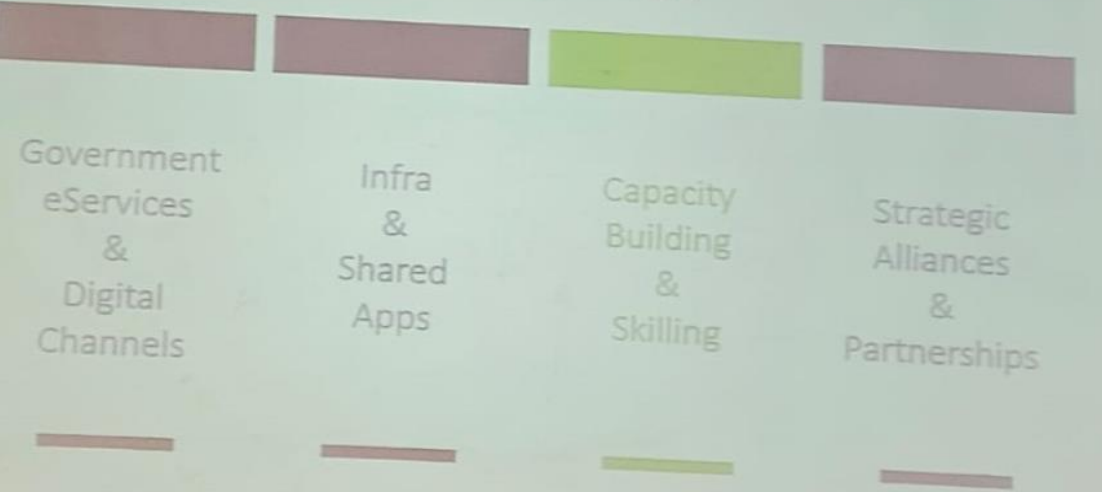 Government
eServices
&
Digital
Channels
Infra
&
Shared
Apps
Capacity
Building
&
Skilling
Strategic
Alliances
&
Partnerships